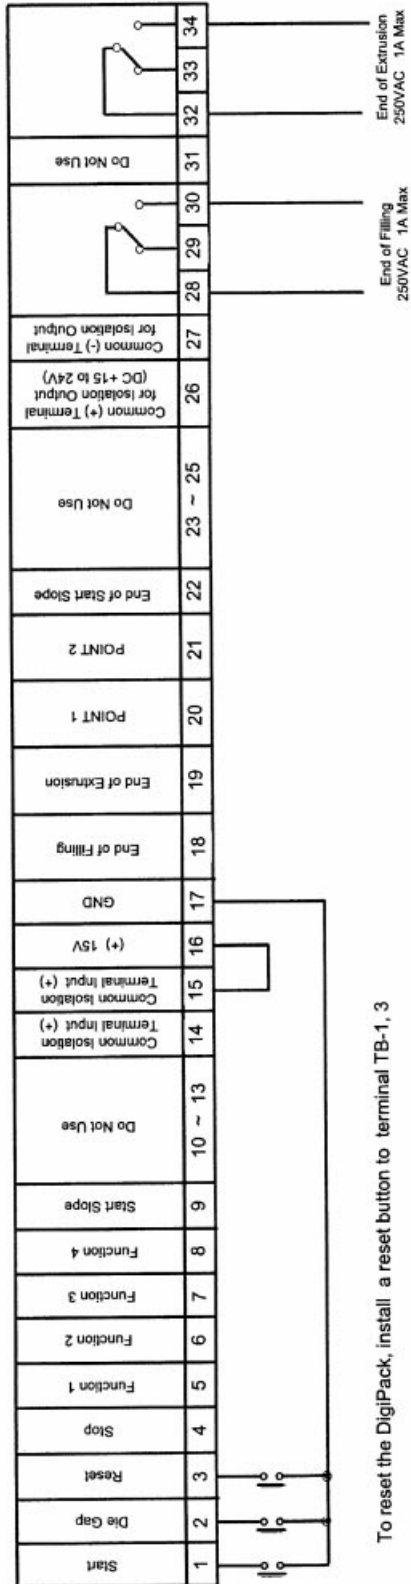 34
33
32
Do Not Use
31
30
29
28
Common (-) Terminal
for Isolation Output
27
Common (+) Terminal
for Isolation Output
(DC +15 to 24V)
26
Do Not Use
23 ~ 25
End of Start Slope
22
POINT 2
21
POINT 1
20
End of Extrusion
19
End of Filling
18
GND
17
(+) 15V
16
Common Isolation
Terminal Input (+)
15
Common Isolation
Terminal Input (+)
14
Do Not Use
10 ~ 13
Start Slope
9
Function 4
8
Function 3
7
Function 2
6
Function 1
5
Stop
4
Reset
3
Die Gap
2
Start
1
End of Extrusion
250VAC 1A Max
End of Filling
250VAC 1A Max
To reset the DigiPack, install a reset button to terminal TB-1, 3